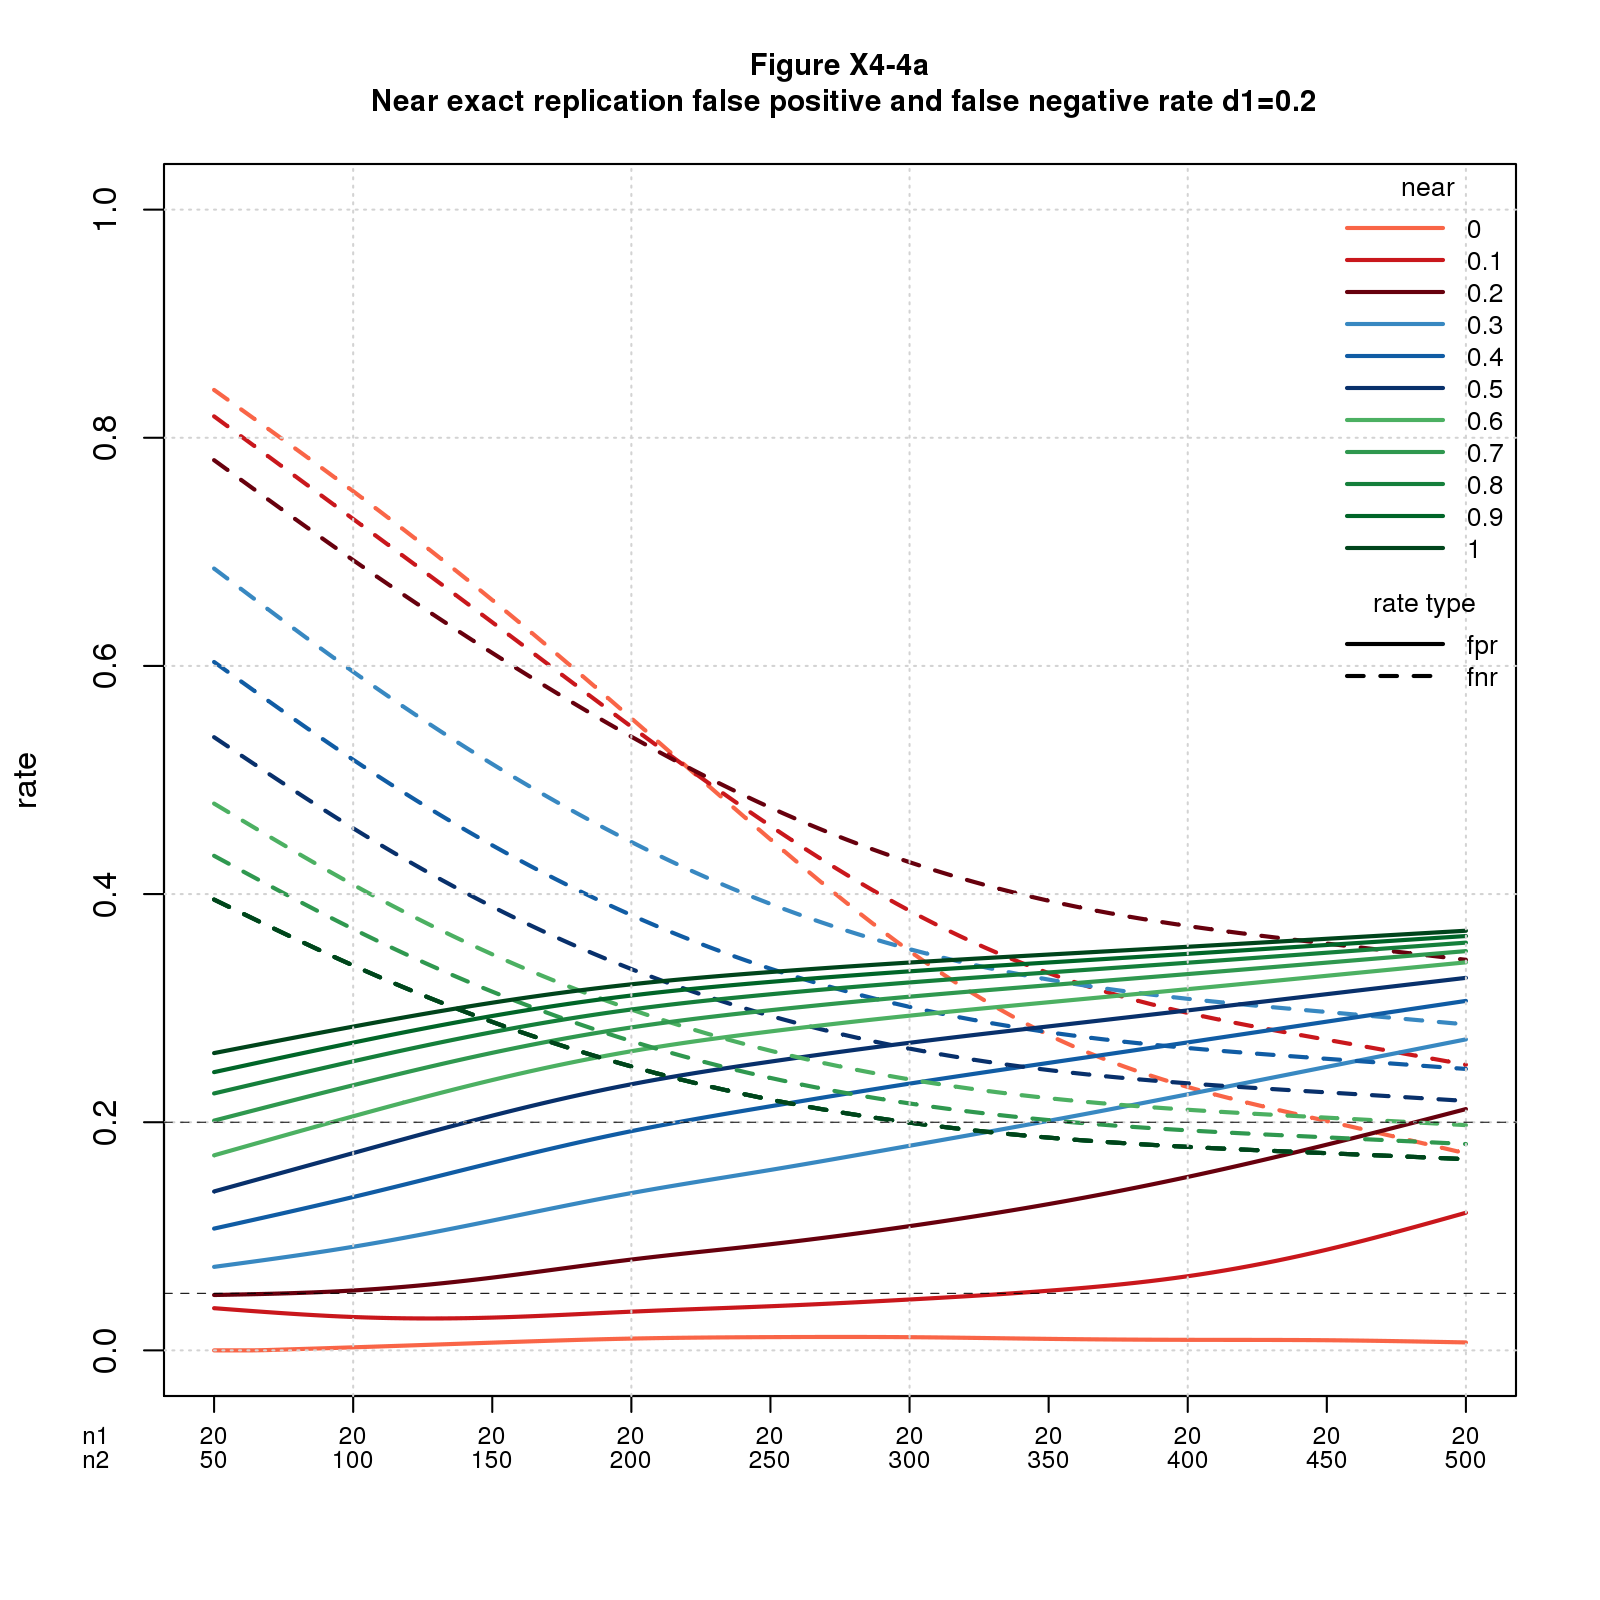 Figure X4-4a
Near exact replication false positive and false negative rate d1=0.2
near
0
0.1
0.2
0.3
0.4
0.5
0.6
0.7
0.8
0.9
1
rate type
fpr
fnr
rate
1.0
0.8
0.6
0.4
0.2
0.0
n1 20 20 20 20 20 20 20 20 20 20
n2 50 100 150 200 250 300 350 400 450 500